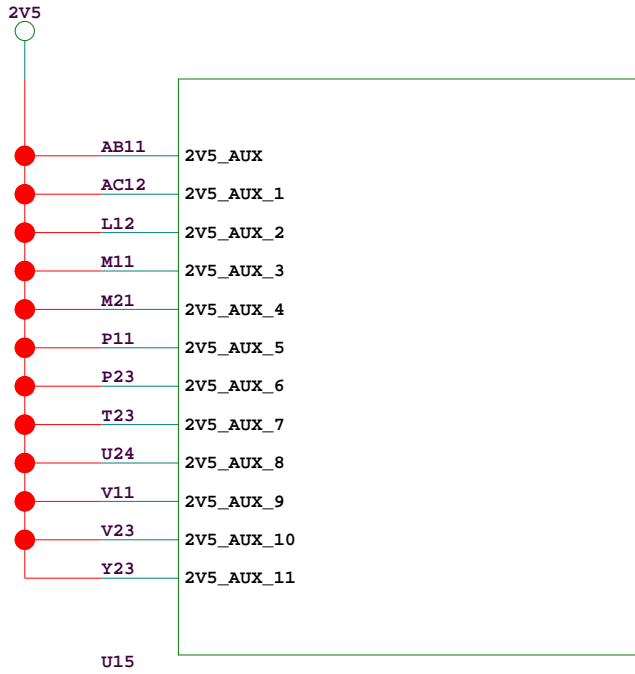 2V5
AB11 2V5_AUX
AC12 2V5_AUX_1
L12 2V5_AUX_2
M11 2V5_AUX_3
M21 2V5_AUX_4
P11 2V5_AUX_5
P23 2V5_AUX_6
T23 2V5_AUX_7
U24 2V5_AUX_8
V11 2V5_AUX_9
V23 2V5_AUX_10
Y23 2V5_AUX_11
U15